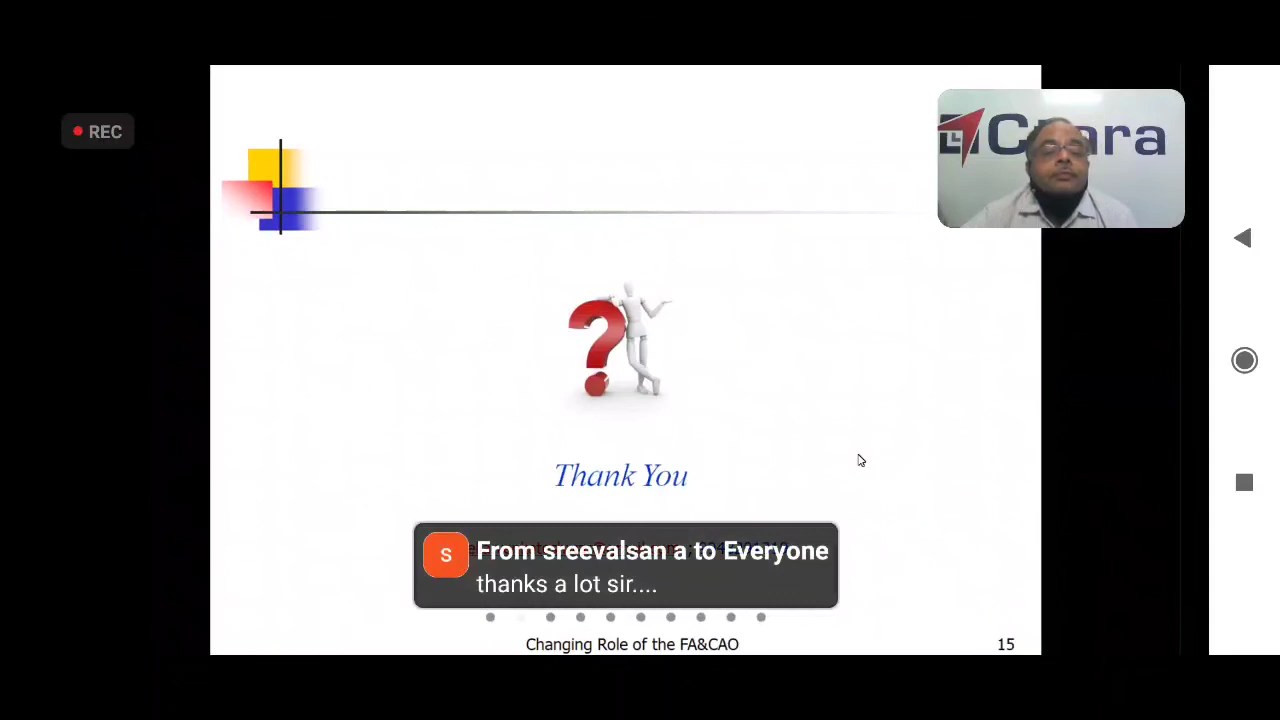 REC
?
Thank You
From sreevalsan a to Everyone
S
thanks a lot sir....
Changing Role of the FA&CAO
15